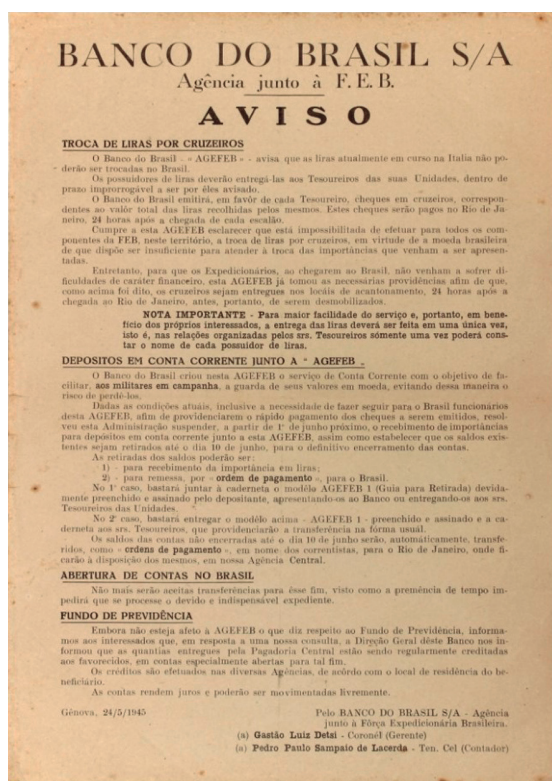 BANCO DO BRASIL S/A
Agência junto à F. E. B.
AVISO
TROCA DE LIRAS POR CRUZEIROS
O Banco do Brasil - « AGEFEB » - avisa que as liras atualmente em curso na Italia não po-
derão ser trocadas no Brasil.
Os possuidores de liras deverão entregá-las aos Tesoureiros das suas Unidades, dentro de
prazo improrrogável a ser por êles avisado.
O Banco do Brasil emitirá, em favôr de cada Tesoureiro, cheques em cruzeiros, correspon-
dentes ao valôr total das liras recolhidas pelos mesmos. Estes cheques serão pagos no Rio de Ja-
neiro, 24 horas após a chegada de cada escalão.
Cumpre a esta AGEFEB esclarecer que está impossibilitada de efetuar para todos os com-
ponentes da FEB, neste território, a troca de liras por cruzeiros, em virtude de a moeda brasileira
de que dispõe ser insuficiente para atender à troca das importâncias que venham a ser apresen-
tadas.
Entretanto, para que os Expedicionários, ao chegarem ao Brasil, não venham a sofrer di-
ficuldades de caráter financeiro, esta AGEFEB já tomou as necessárias providências afim de que,
como acima foi dito, os cruzeiros sejam entregues nos locáis de acantonamento, 24 horas após a
chegada ao Rio de Janeiro, antes, portanto, de serem desmobilizados.
NOTA IMPORTANTE - Para maior facilidade do serviço e, portanto, em bene-
fício dos próprios interessados, a entrega das liras deverá ser feita em uma única vez,
isto é, nas relações organizadas pelos srs. Tesoureiros sómente uma vez poderá cons-
tar o nome de cada possuidor de liras.
DEPOSITOS EM CONTA CORRENTE JUNTO A " AGEFEB „
O Banco do Brasil criou nesta AGEFEB o serviço de Conta Corrente com o objetivo de fa-
cilitar, aos militares em campanha, a guarda de seus valores em moeda, evitando dessa maneira o
risco de perdê-los.
Dadas as condições atuáis, inclusive a necessidade de fazer seguir para o Brasil funcionários
desta AGEFEB, afim de providenciarem o rápido pagamento dos cheques a serem emitidos, resol-
veu esta Administração suspender, a partir de 1° de junho próximo, o recebimento de importâncias
para depósitos em conta corrente junto a esta AGEFEB, assim como estabelecer que os saldos exis-
tentes sejam retirados até o dia 10 de junho, para o definitivo encerramento das contas.
As retiradas dos saldos poderão ser:
1) - para recebimento da importância em liras;
2) - para remessa, por « ordem de pagamento », para o Brasil.
No 1° caso, bastará juntar à caderneta o modêlo AGEFEB 1 (Guia para Retirada) devida-
mente preenchido e assinado pelo depositante, apresentando-os ao Banco ou entregando-os aos srs.
Tesoureiros das Unidades.
No 2° caso, bastará entregar o modêlo acima - AGEFEB 1 - preenchido e assinado e a ca-
derneta aos srs. Tesoureiros, que providenciarão a transferência na fórma usual.
Os saldos das contas não encerradas até o dia 10 de junho serão, automáticamente, transfe-
ridos, como « ordens de pagamento », em nome dos correntistas, para o Rio de Janeiro, onde fi-
carão à disposição dos mesmos, em nossa Agência Central.
ABERTURA DE CONTAS NO BRASIL
Não mais serão aceitas transferências para êsse fim, visto como a premência de tempo im-
pedirá que se processe o devido e indispensável expediente.
FUNDO DE PREVIDÊNCIA
Embora não esteja afeto à AGEFEB o que diz respeito ao Fundo de Previdência, informa-
mos aos interessados que, em resposta a uma nossa consulta, a Direção Geral dêste Banco nos in-
formou que as quantias entregues pela Pagadoria Central estão sendo regularmente creditadas
aos favorecidos, em contas especialmente abertas para tal fim.
Os créditos são efetuados nas diversas Agências, de acôrdo com o local de residência do be-
neficiário.
As contas rendem juros e poderão ser movimentadas livremente.
Gênova, 24/5/1945
Pelo BANCO DO BRASIL S/A - Agência
junto à Fôrça Expedicionária Brasileira.
(a) Gastão Luiz Detsi - Coronél (Gerente)
(a) Pedro Paulo Sampaio de Lacerda - Ten. Cel (Contador)